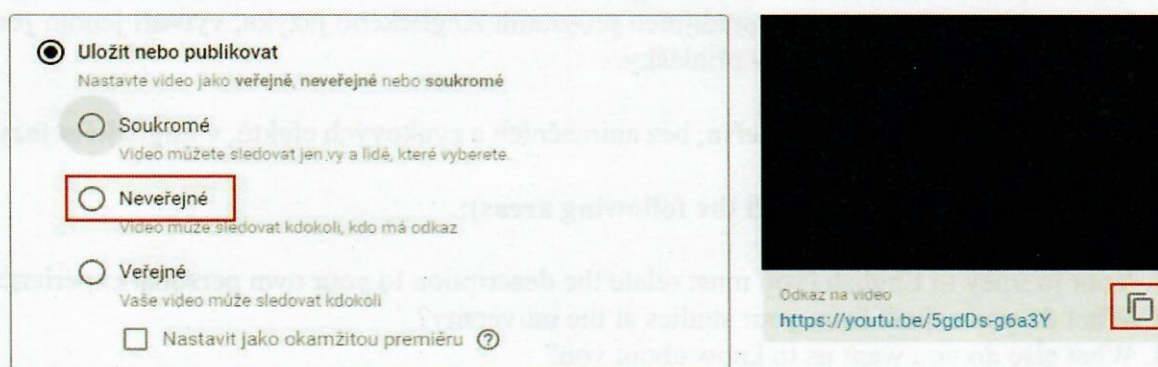 Uložit nebo publikovat
Nastavte video jako veřejné, neveřejné nebo soukromé
Soukromé
Video můžete sledovat jen vy a lidé, které vyberete
Neveřejné
Video může sledovat kdokoli, kdo má odkaz
Veřejné
Vaše video může sledovat kdokoli
Nastavit jako okamžitou premiéru
Odkaz na video
https://youtu.be/5gdDs-g6a3Y